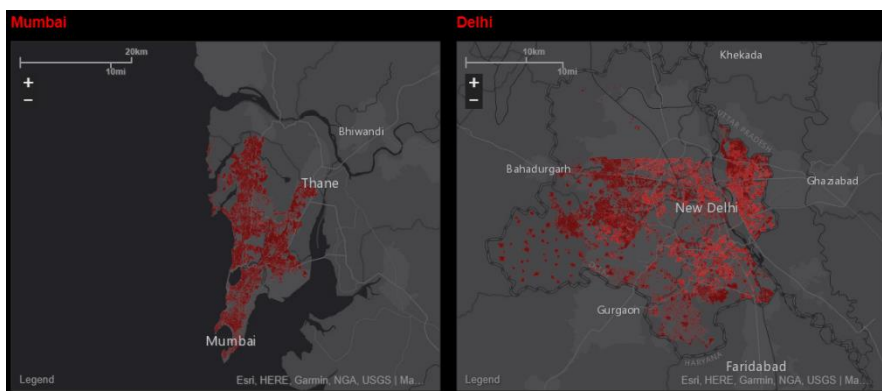 Mumbai
20km
10mi
+
−
Bhiwandi
Thane
Mumbai
Legend
Esri, HERE, Garmin, NGA, USGS | Ma...
Delhi
10km
10mi
+
−
Khekada
UTTAR PRADESH
Bahadurgarh
Ghaziabad
New Delhi
Gurgaon
HARYANA
Faridabad
Legend
Esri, HERE, Garmin, NGA, USGS | Ma...